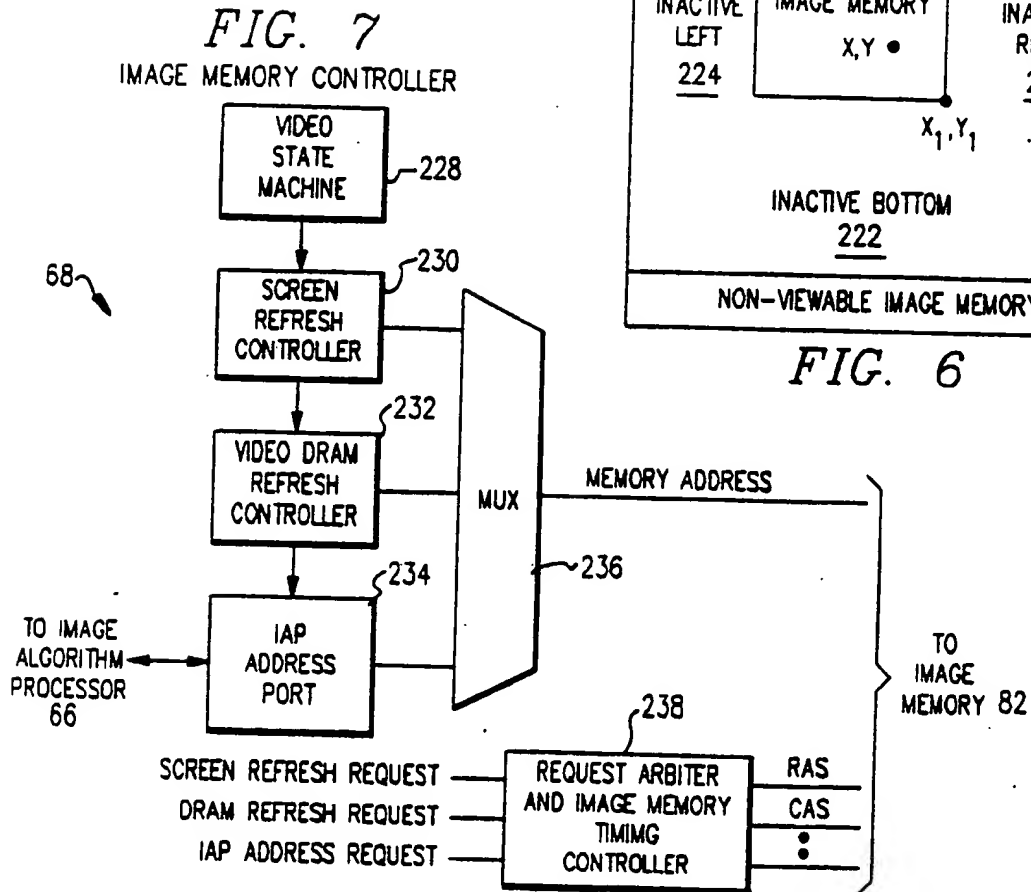 FIG. 7
IMAGE MEMORY CONTROLLER
VIDEO
STATE
MACHINE
228
68
230
SCREEN
REFRESH
CONTROLLER
232
VIDEO DRAM
REFRESH
CONTROLLER
MUX
236
MEMORY ADDRESS
234
IAP
ADDRESS
PORT
TO IMAGE
ALGORITHM
PROCESSOR
66
TO
IMAGE
MEMORY 82
238
SCREEN REFRESH REQUEST
DRAM REFRESH REQUEST
IAP ADDRESS REQUEST
REQUEST ARBITER
AND IMAGE MEMORY
TIMIMG
CONTROLLER
RAS
CAS
INACTIVE
LEFT
224
IMAGE MEMORY
X,Y
X1,Y1
INACTIVE BOTTOM
222
NON-VIEWABLE IMAGE MEMORY
FIG. 6